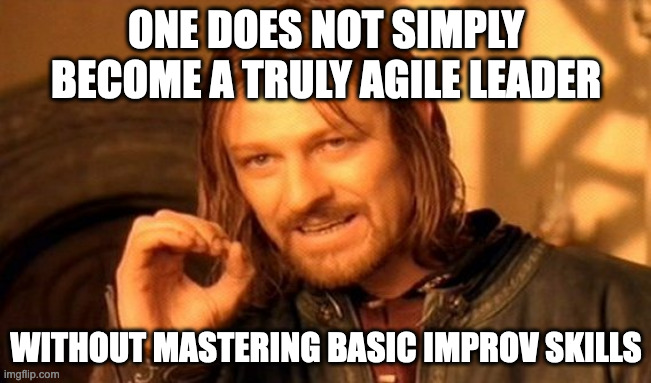 ONE DOES NOT SIMPLY
BECOME A TRULY AGILE LEADER
WITHOUT MASTERING BASIC IMPROV SKILLS
imgflip.com